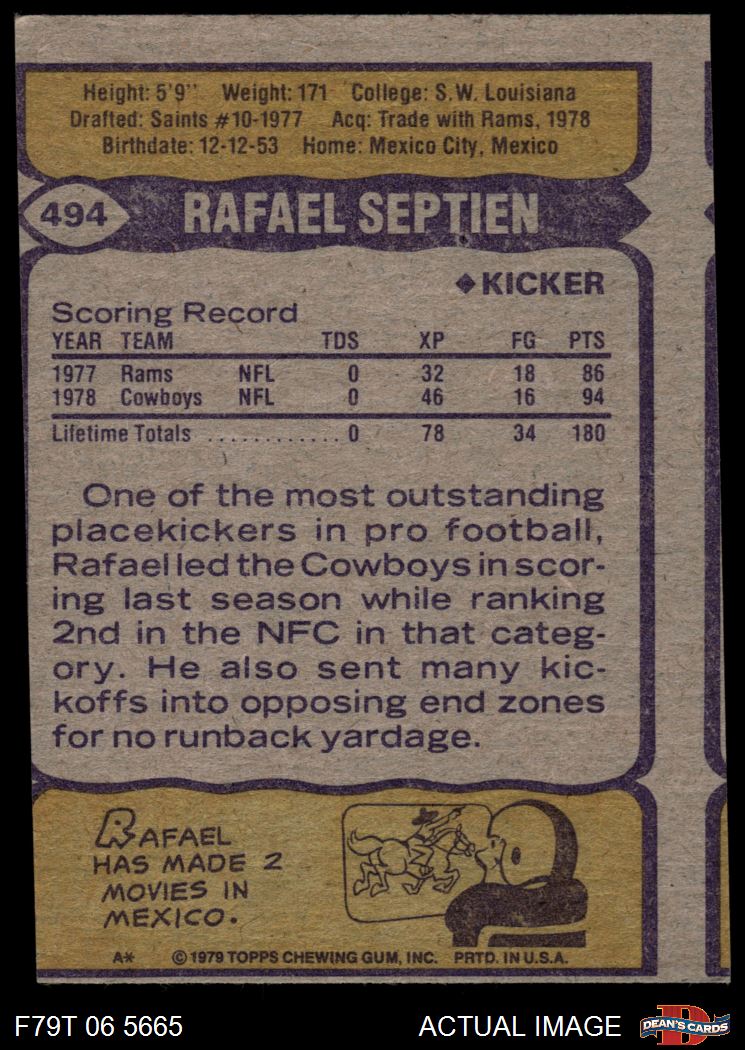 Height: 5'9" Weight: 171 College: S.W. Louisiana
Drafted: Saints #10-1977 Acq: Trade with Rams, 1978
Birthdate: 12-12-53 Home: Mexico City, Mexico
494 RAFAEL SEPTIEN
KICKER
Scoring Record
YEAR TEAM TDS XP FG PTS
1977 Rams NFL 0 32 18 86
1978 Cowboys NFL 0 46 16 94
Lifetime Totals ............ 0 78 34 180
One of the most outstanding
placekickers in pro football,
Rafael led the Cowboys in scor-
ing last season while ranking
2nd in the NFC in that categ-
ory. He also sent many kic-
koffs into opposing end zones
for no runback yardage.
RAFAEL
HAS MADE 2
MOVIES IN
MEXICO.
A* © 1979 TOPPS CHEWING GUM, INC. PRTD. IN U.S.A.
F79T 06 5665 ACTUAL IMAGE D DEAN'S CARDS